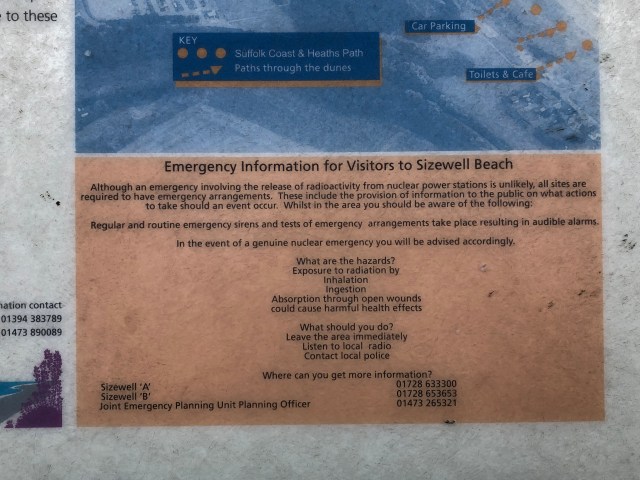 e to these
Car Parking
KEY
Suffolk Coast & Heaths Path
Paths through the dunes
Toilets & Cafe
Emergency Information for Visitors to Sizewell Beach
Although an emergency involving the release of radioactivity from nuclear power stations is unlikely, all sites are
required to have emergency arrangements. These include the provision of information to the public on what actions
to take should an event occur. Whilst in the area you should be aware of the following:
Regular and routine emergency sirens and tests of emergency arrangements take place resulting in audible alarms.
In the event of a genuine nuclear emergency you will be advised accordingly.
What are the hazards?
Exposure to radiation by
Inhalation
Ingestion
Absorption through open wounds
could cause harmful health effects
What should you do?
Leave the area immediately
Listen to local radio
Contact local police
Where can you get more information?
Sizewell 'A' 01728 633300
Sizewell 'B' 01728 653653
Joint Emergency Planning Unit Planning Officer 01473 265321
mation contact
01394 383789
01473 890089